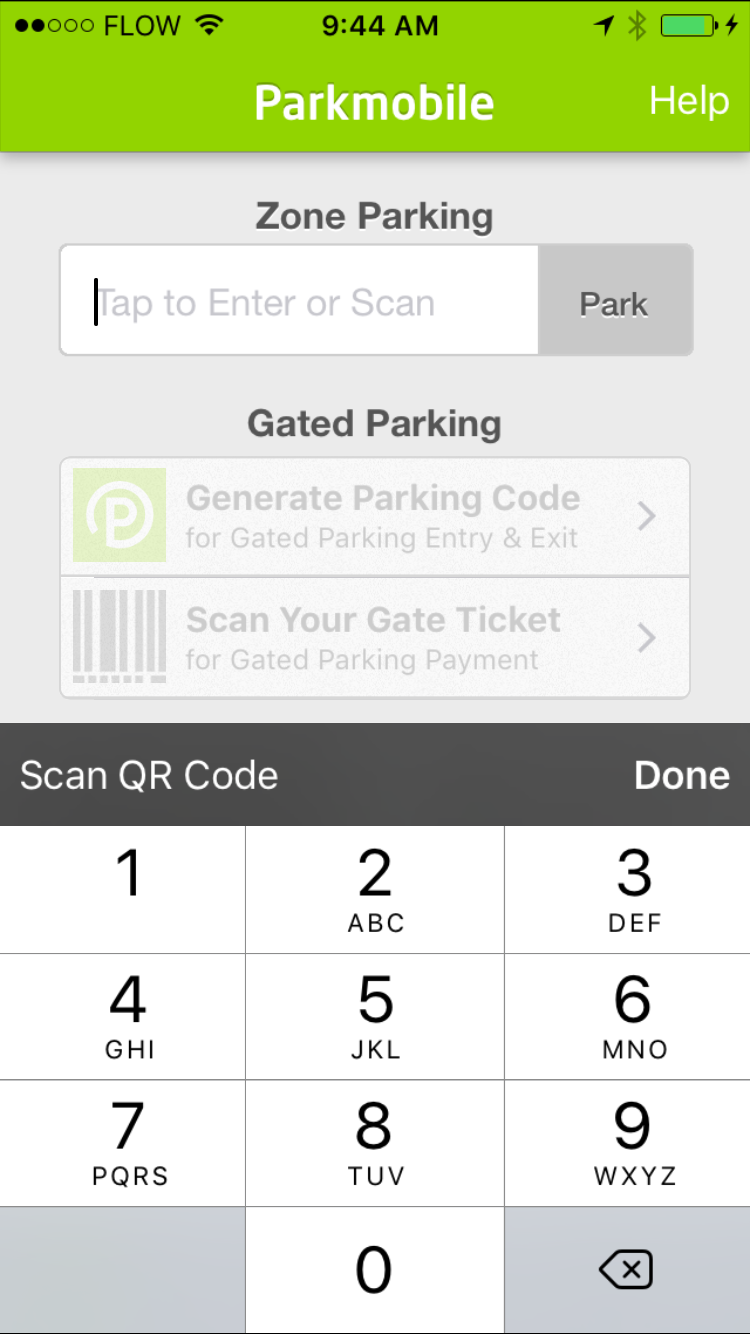 FLOW 9:44 AM
Parkmobile Help
Zone Parking
Tap to Enter or Scan Park
Gated Parking
Generate Parking Code
for Gated Parking Entry & Exit
Scan Your Gate Ticket
for Gated Parking Payment
Scan QR Code Done
1 2 3
ABC DEF
4 5 6
GHI JKL MNO
7 8 9
PQRS TUV WXYZ
0